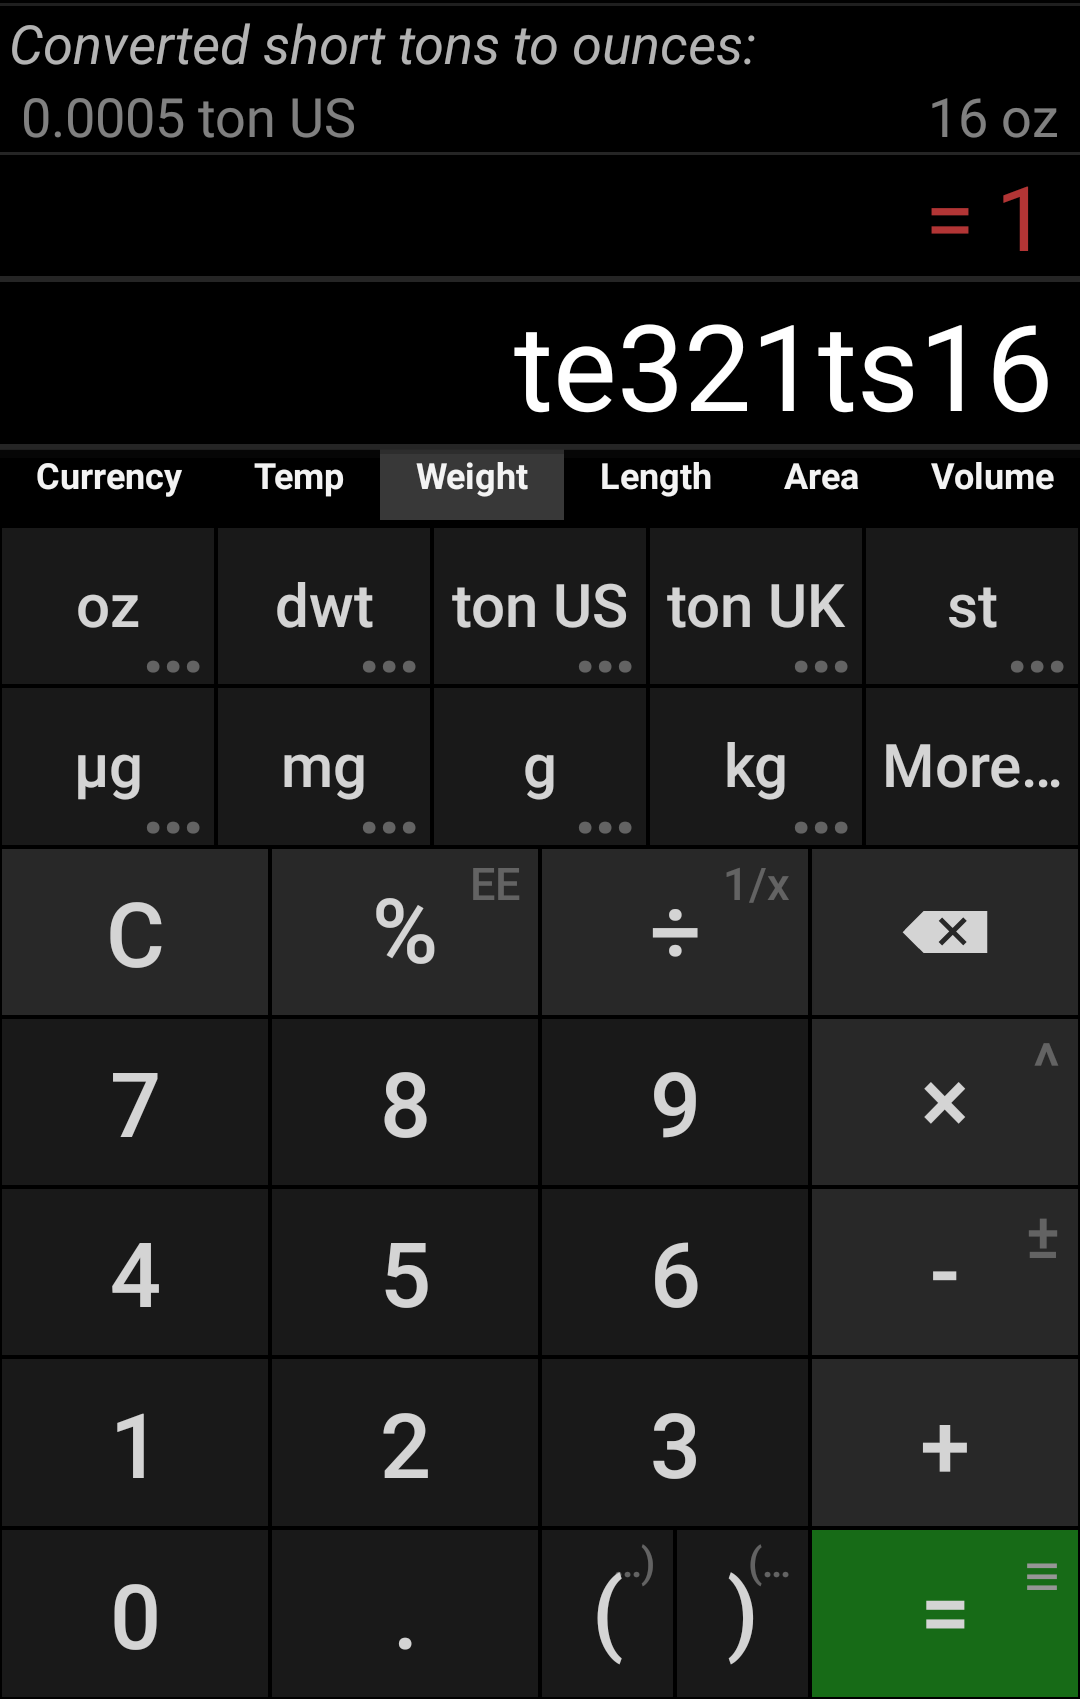 Converted short tons to ounces:
0.0005 ton US 16 oz
= 1
te321ts16
Currency Temp Weight Length Area Volume
oz dwt ton US ton UK st
µg mg g kg More...
C % EE ÷ 1/x
7 8 9 × ^
4 5 6 - ±
1 2 3 +
0 . ( ..) ) (... =